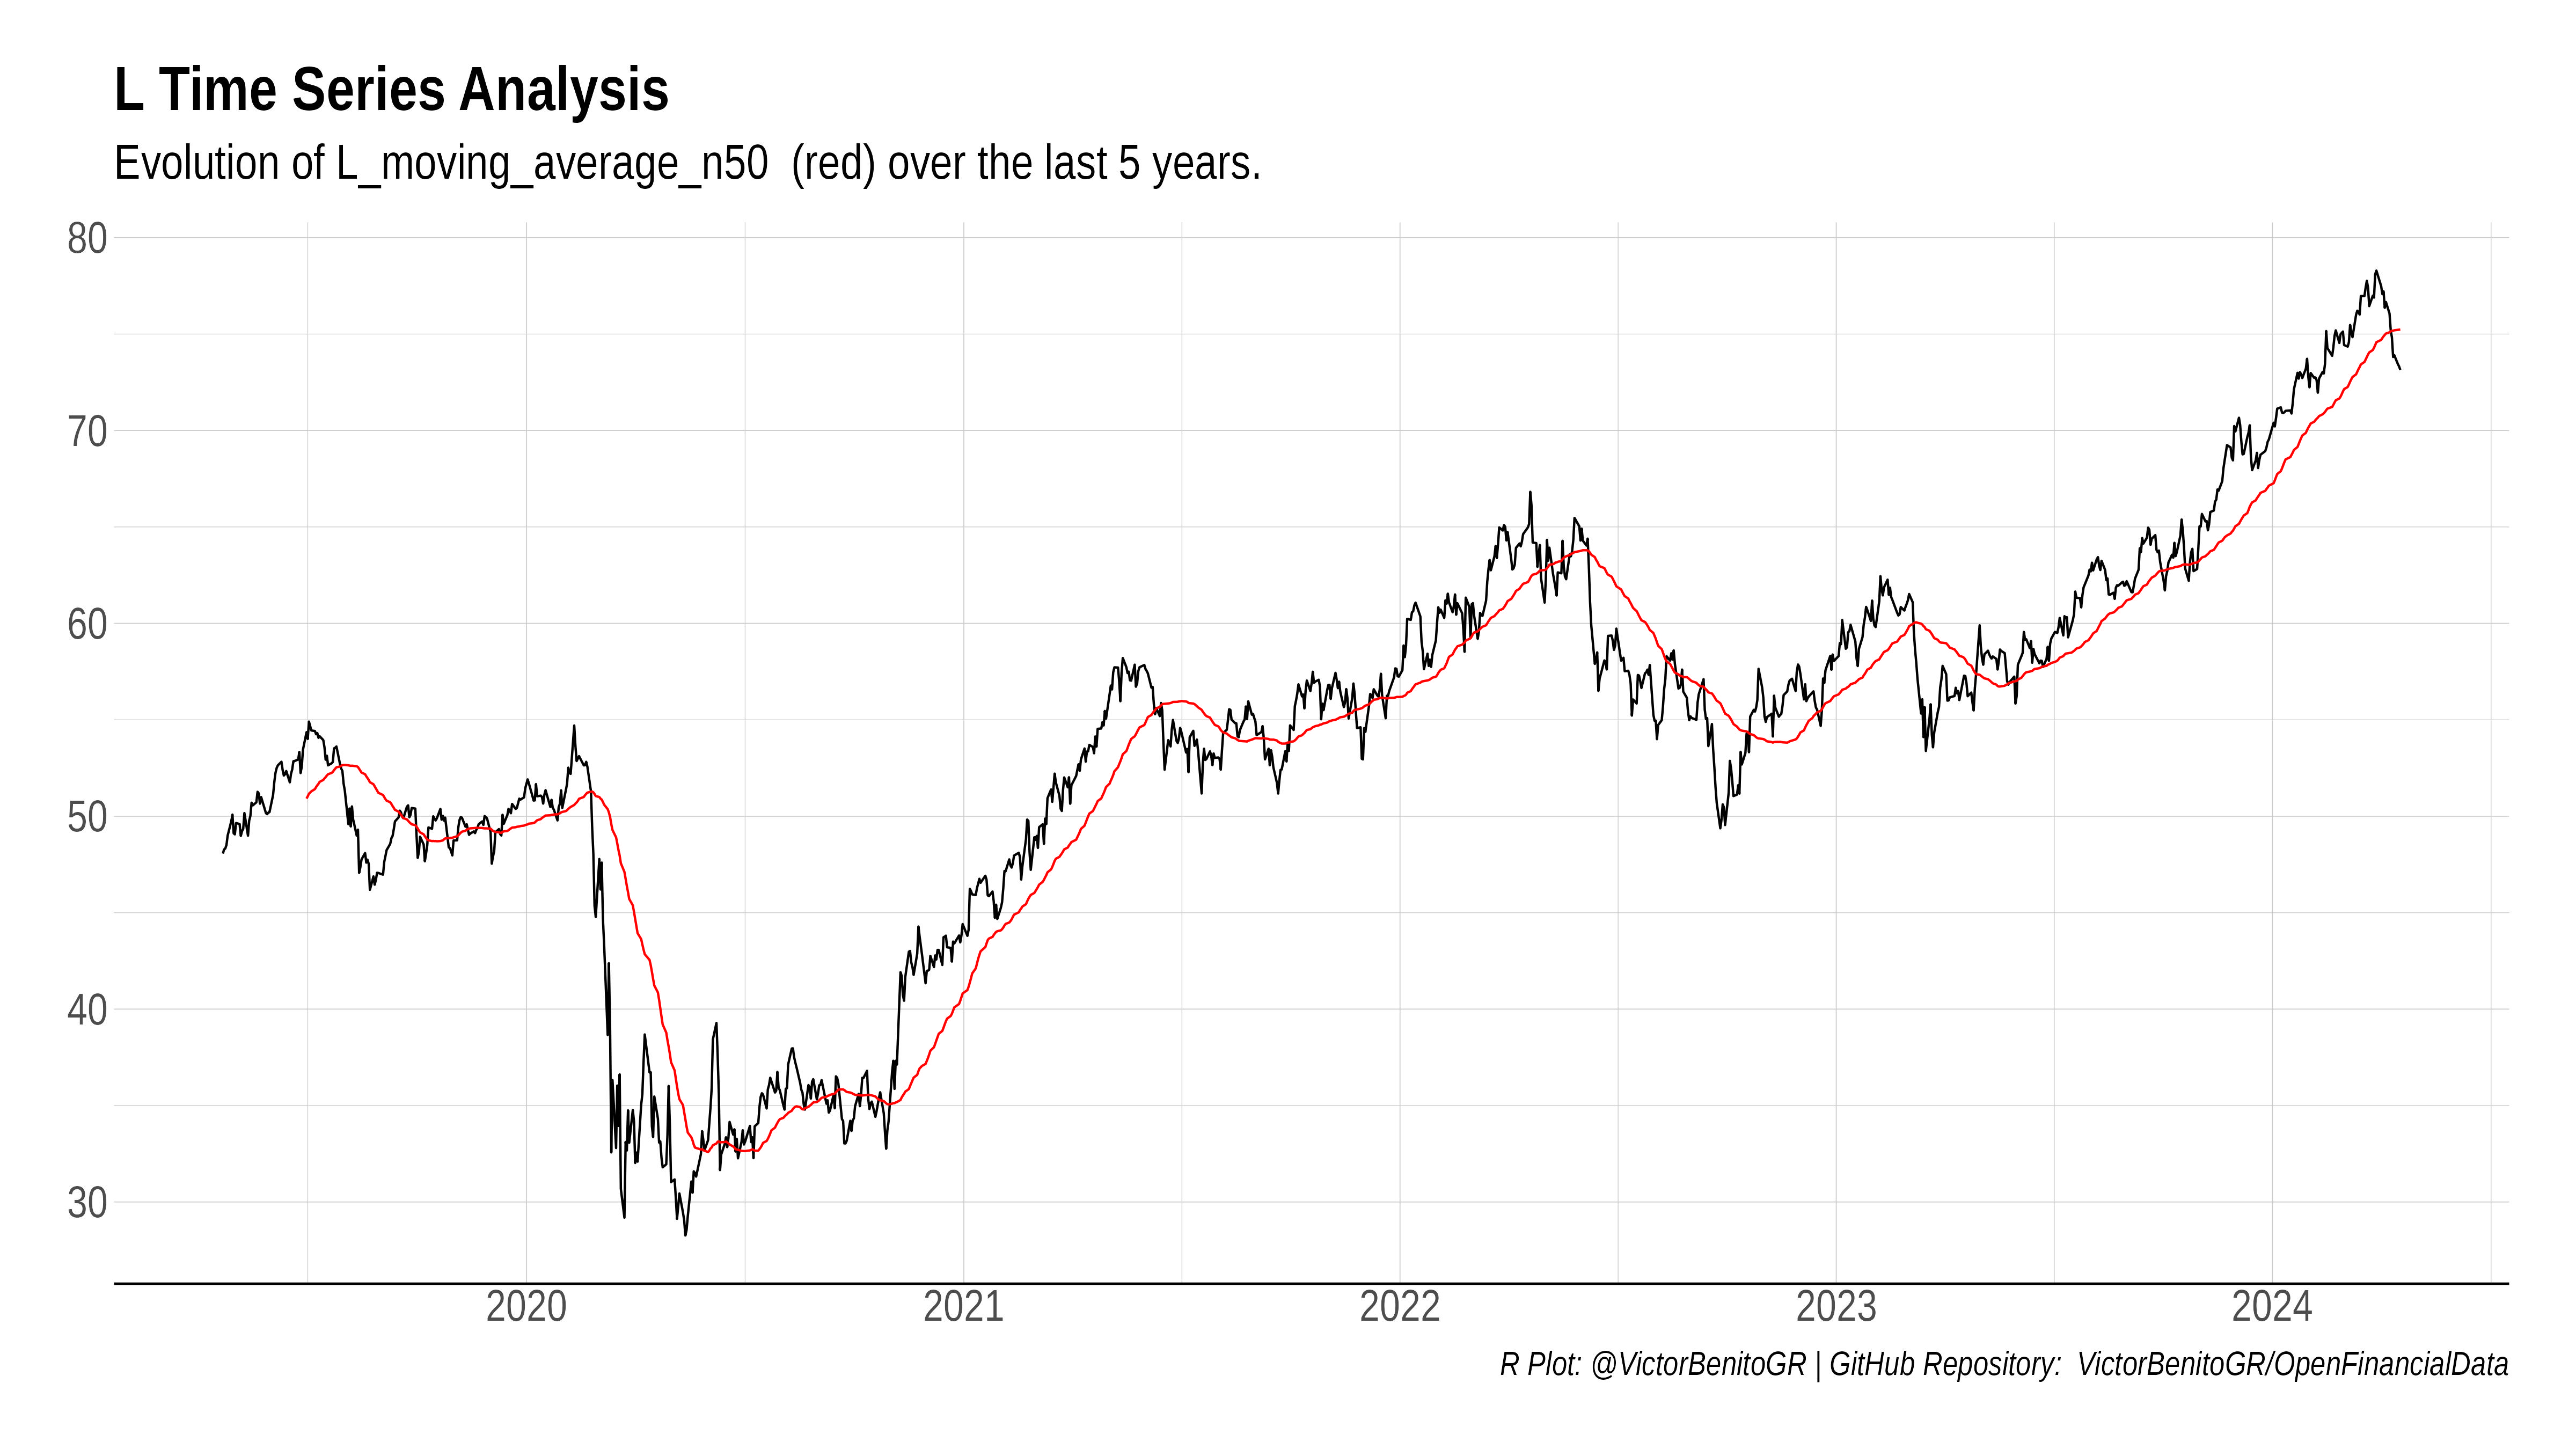 L Time Series Analysis
Evolution of L_moving_average_n50  (red) over the last 5 years.
80
70
60
50
40
30
2020 2021 2022 2023 2024
R Plot: @VictorBenitoGR | GitHub Repository:  VictorBenitoGR/OpenFinancialData